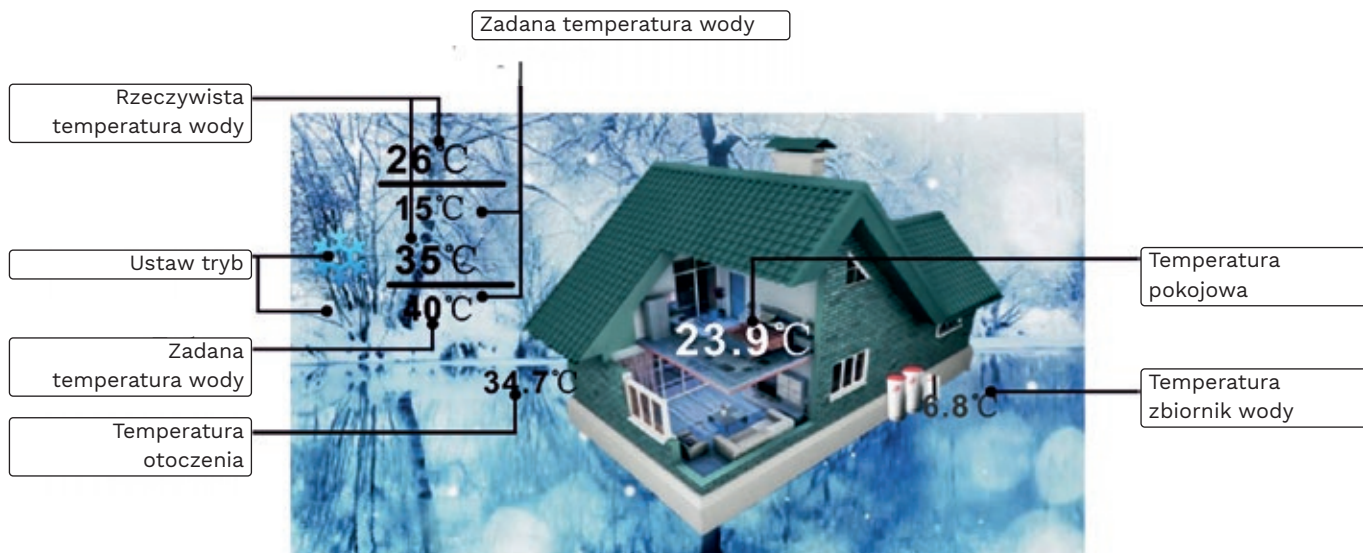 Zadana temperatura wody
Rzeczywista
temperatura wody
26°C
15°C
35°C
Ustaw tryb
40°C
Temperatura
pokojowa
23.9°C
Zadana
temperatura wody
34.7°C
Temperatura
zbiornik wody
6.8°C
Temperatura
otoczenia